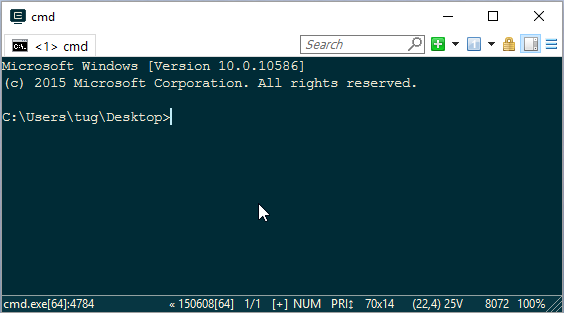 cmd
<1> cmd
Search
1
Microsoft Windows [Version 10.0.10586]
(c) 2015 Microsoft Corporation. All rights reserved.
C:\Users\tug\Desktop>
cmd.exe[64]:4784 « 150608[64] 1/1 [+] NUM PRI↕ 70x14 (22,4) 25V 8072 100%